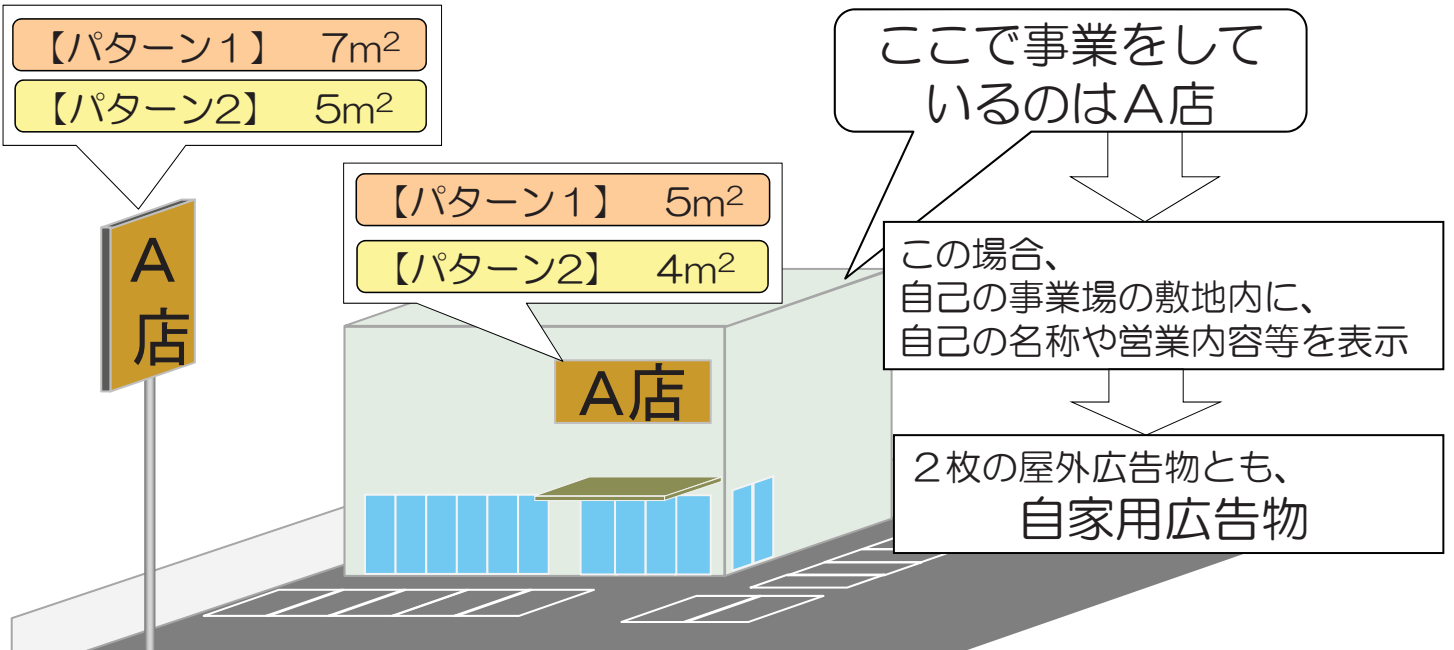 【パターン１】 7m²
【パターン2】 5m²
【パターン１】 5m²
【パターン2】 4m²
A
店
A店
ここで事業をして
いるのはA店
この場合、
自己の事業場の敷地内に、
自己の名称や営業内容等を表示
２枚の屋外広告物とも、
自家用広告物